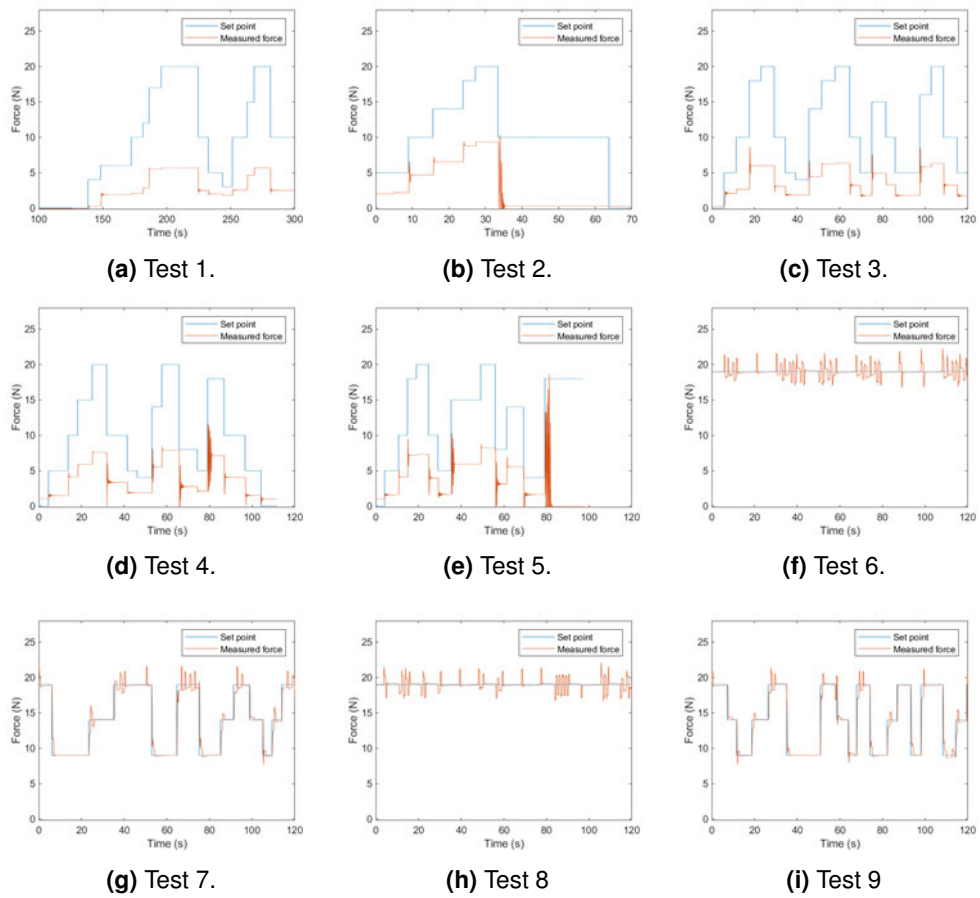 Set point
Measured force
Force (N)
0 5 10 15 20 25
100 150 200 250 300
Time (s)
(a) Test 1.
Set point
Measured force
Force (N)
0 5 10 15 20 25
0 10 20 30 40 50 60 70
Time (s)
(b) Test 2.
Set point
Measured force
Force (N)
0 5 10 15 20 25
0 20 40 60 80 100 120
Time (s)
(c) Test 3.
Set point
Measured force
Force (N)
0 5 10 15 20 25
0 20 40 60 80 100 120
Time (s)
(d) Test 4.
Set point
Measured force
Force (N)
0 5 10 15 20 25
0 20 40 60 80 100 120
Time (s)
(e) Test 5.
Set point
Measured force
Force (N)
0 5 10 15 20 25
0 20 40 60 80 100 120
Time (s)
(f) Test 6.
Set point
Measured force
Force (N)
0 5 10 15 20 25
0 20 40 60 80 100 120
Time (s)
(g) Test 7.
Set point
Measured force
Force (N)
0 5 10 15 20 25
0 20 40 60 80 100 120
Time (s)
(h) Test 8
Set point
Measured force
Force (N)
0 5 10 15 20 25
0 20 40 60 80 100 120
Time (s)
(i) Test 9